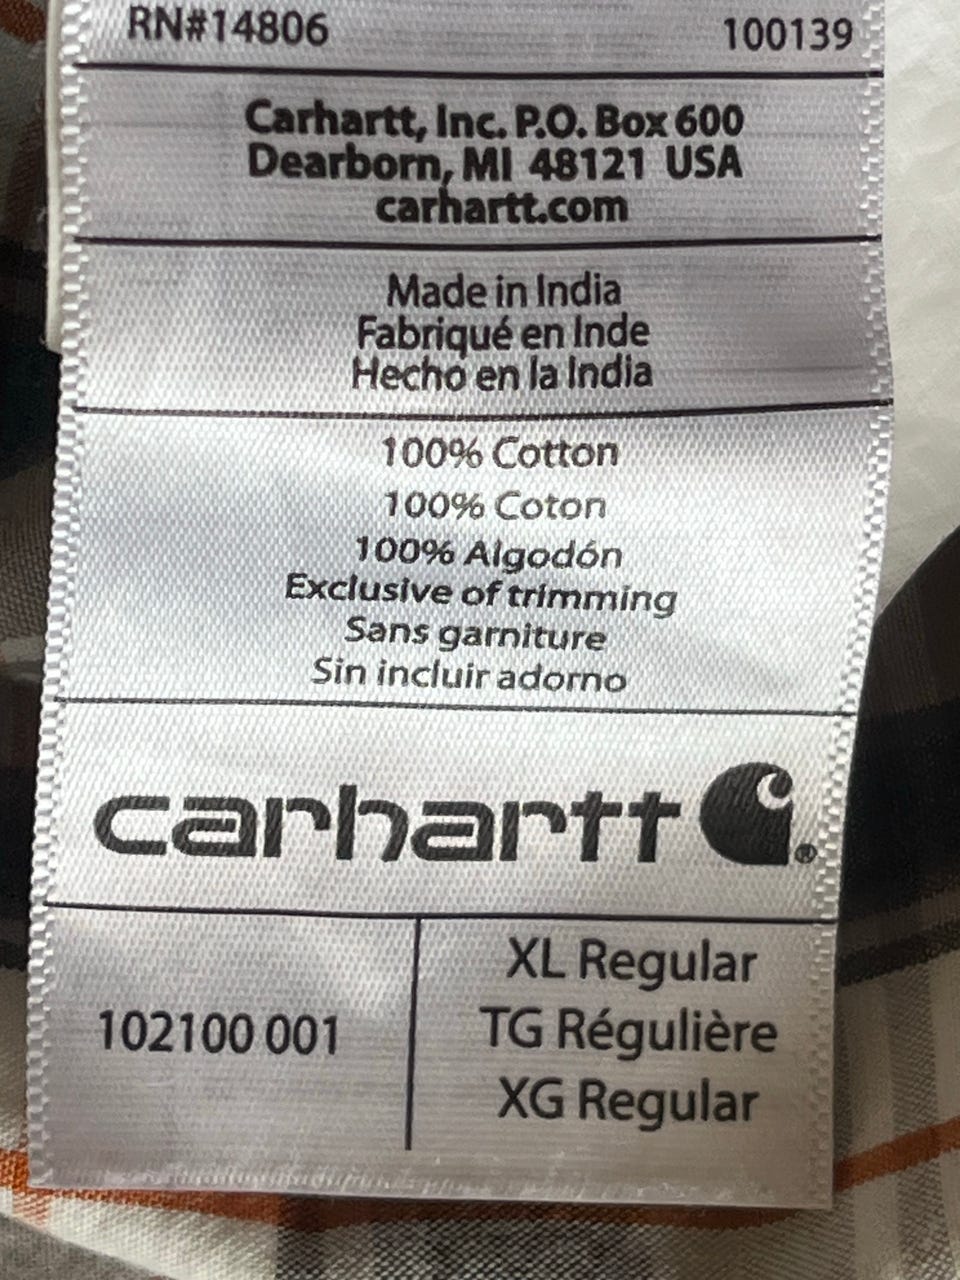 RN#14806 100139
Carhartt, Inc. P.O. Box 600
Dearborn, MI 48121 USA
carhartt.com
Made in India
Fabriqué en Inde
Hecho en la India
100% Cotton
100% Coton
100% Algodón
Exclusive of trimming
Sans garniture
Sin incluir adorno
carhartt ®
102100 001
XL Regular
TG Régulière
XG Regular